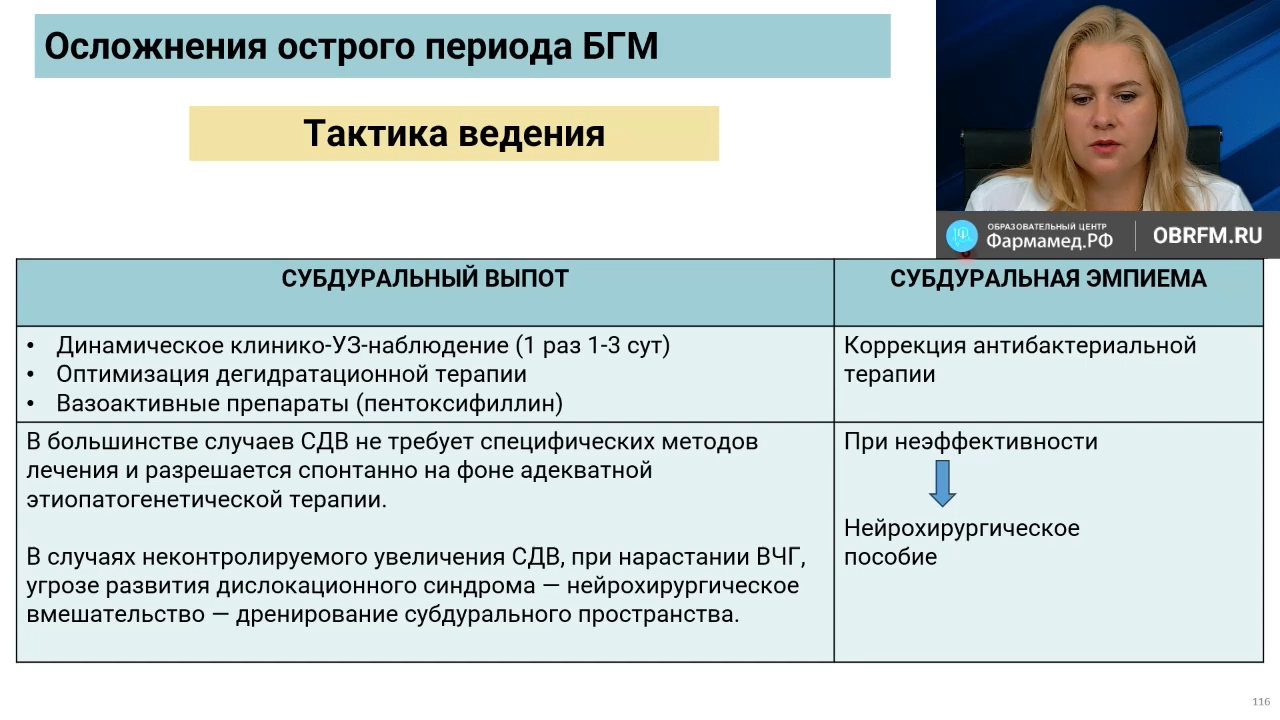 Осложнения острого периода БГМ
Тактика ведения
ОБРАЗОВАТЕЛЬНЫЙ ЦЕНТР
Фармамед.РФ
OBRFM.RU
СУБДУРАЛЬНЫЙ ВЫПОТ
СУБДУРАЛЬНАЯ ЭМПИЕМА
• Динамическое клинико-УЗ-наблюдение (1 раз 1-3 сут)
• Оптимизация дегидратационной терапии
• Вазоактивные препараты (пентоксифиллин)
Коррекция антибактериальной
терапии
В большинстве случаев СДВ не требует специфических методов
лечения и разрешается спонтанно на фоне адекватной
этиопатогенетической терапии.
В случаях неконтролируемого увеличения СДВ, при нарастании ВЧГ,
угрозе развития дислокационного синдрома — нейрохирургическое
вмешательство — дренирование субдурального пространства.
При неэффективности
Нейрохирургическое
пособие
116